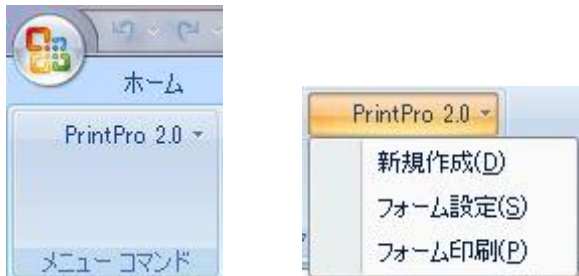 ホーム
PrintPro 2.0
メニュー コマンド
PrintPro 2.0
新規作成(D)
フォーム設定(S)
フォーム印刷(P)